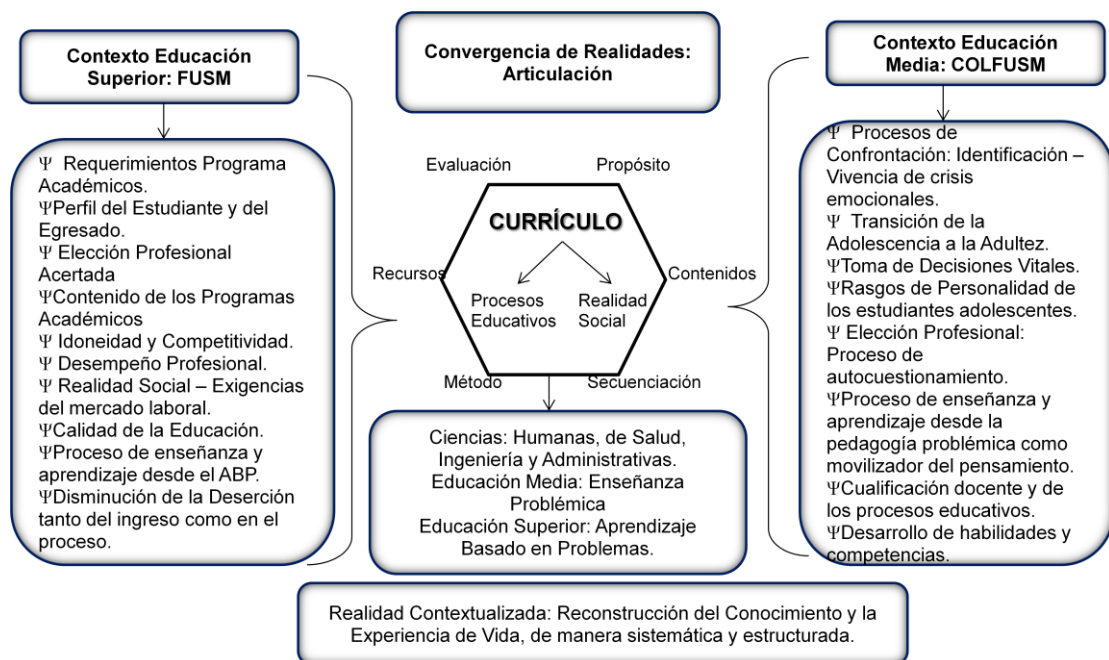 Contexto Educación
Superior: FUSM
Ψ Requerimientos Programa
Académicos.
ΨPerfil del Estudiante y del
Egresado.
Ψ Elección Profesional
Acertada
ΨContenido de los Programas
Académicos
Ψ Idoneidad y Competitividad.
Ψ Desempeño Profesional.
Ψ Realidad Social – Exigencias
del mercado laboral.
ΨCalidad de la Educación.
ΨProceso de enseñanza y
aprendizaje desde el ABP.
ΨDisminución de la Deserción
tanto del ingreso como en el
proceso.
Convergencia de Realidades:
Articulación
Evaluación
Propósito
CURRÍCULO
Recursos
Contenidos
Procesos
Educativos
Realidad
Social
Método
Secuenciación
Ciencias: Humanas, de Salud,
Ingeniería y Administrativas.
Educación Media: Enseñanza
Problémica
Educación Superior: Aprendizaje
Basado en Problemas.
Contexto Educación
Media: COLFUSM
Ψ Procesos de
Confrontación: Identificación –
Vivencia de crisis
emocionales.
Ψ Transición de la
Adolescencia a la Adultez.
ΨToma de Decisiones Vitales.
ΨRasgos de Personalidad de
los estudiantes adolescentes.
Ψ Elección Profesional:
Proceso de
autocuestionamiento.
ΨProceso de enseñanza y
aprendizaje desde la
pedagogía problémica como
movilizador del pensamiento.
ΨCualificación docente y de
los procesos educativos.
ΨDesarrollo de habilidades y
competencias.
Realidad Contextualizada: Reconstrucción del Conocimiento y la
Experiencia de Vida, de manera sistemática y estructurada.